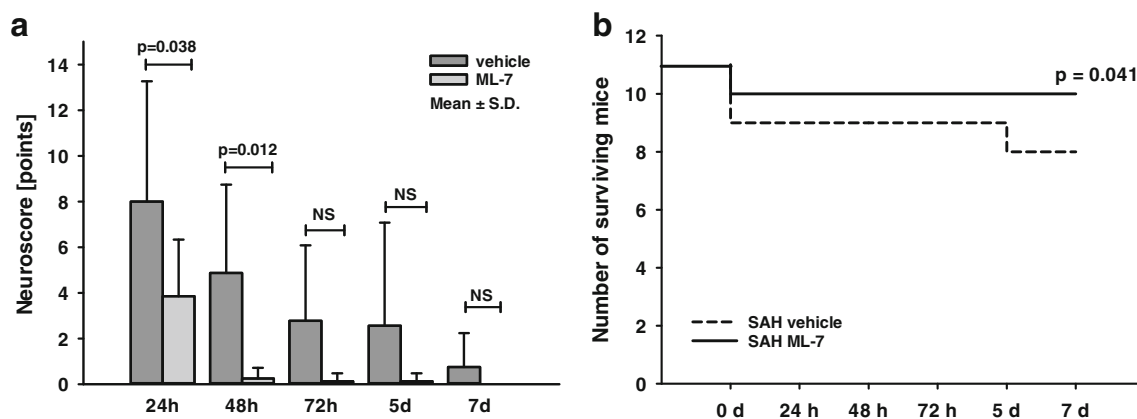 a
p=0.038
14
12
10
8
6
4
2
0
Neuroscore [points]
vehicle
ML-7
Mean ± S.D.
p=0.012
NS
NS
NS
24h
48h
72h
5d
7d
b
12
10
8
6
4
2
0
Number of surviving mice
p = 0.041
SAH vehicle
SAH ML-7
0 d
24 h
48 h
72 h
5 d
7 d